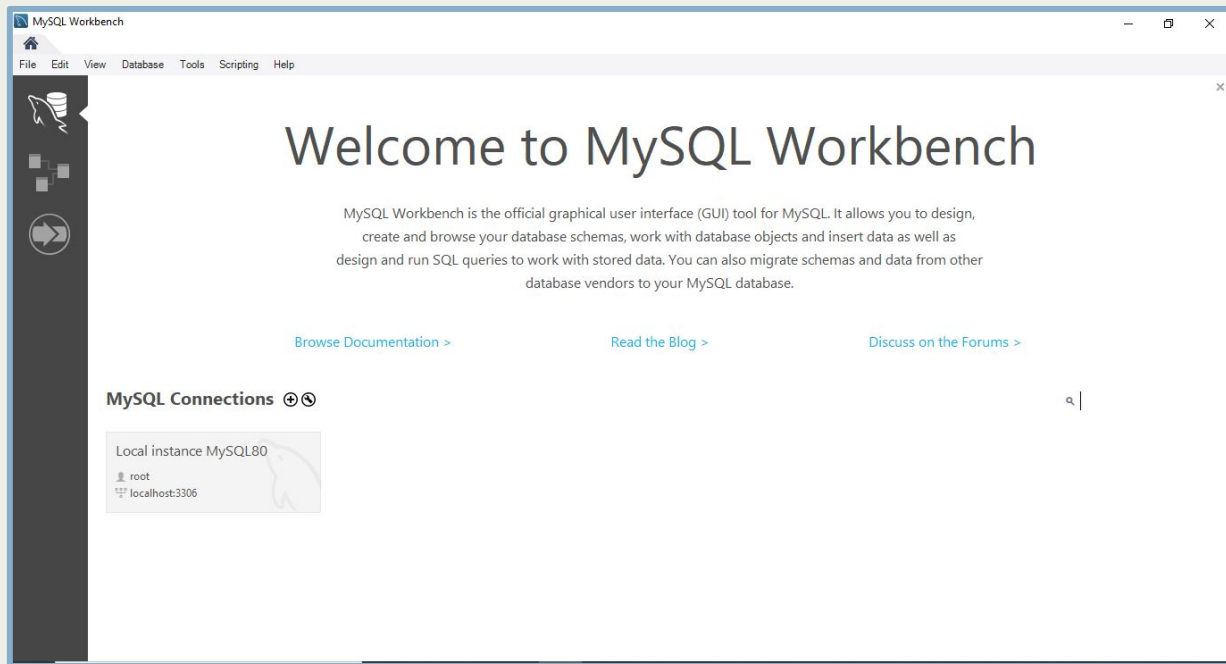 MySQL Workbench
File Edit View Database Tools Scripting Help
Welcome to MySQL Workbench
MySQL Workbench is the official graphical user interface (GUI) tool for MySQL. It allows you to design,
create and browse your database schemas, work with database objects and insert data as well as
design and run SQL queries to work with stored data. You can also migrate schemas and data from other
database vendors to your MySQL database.
Browse Documentation > Read the Blog > Discuss on the Forums >
MySQL Connections
Local instance MySQL80
root
localhost:3306